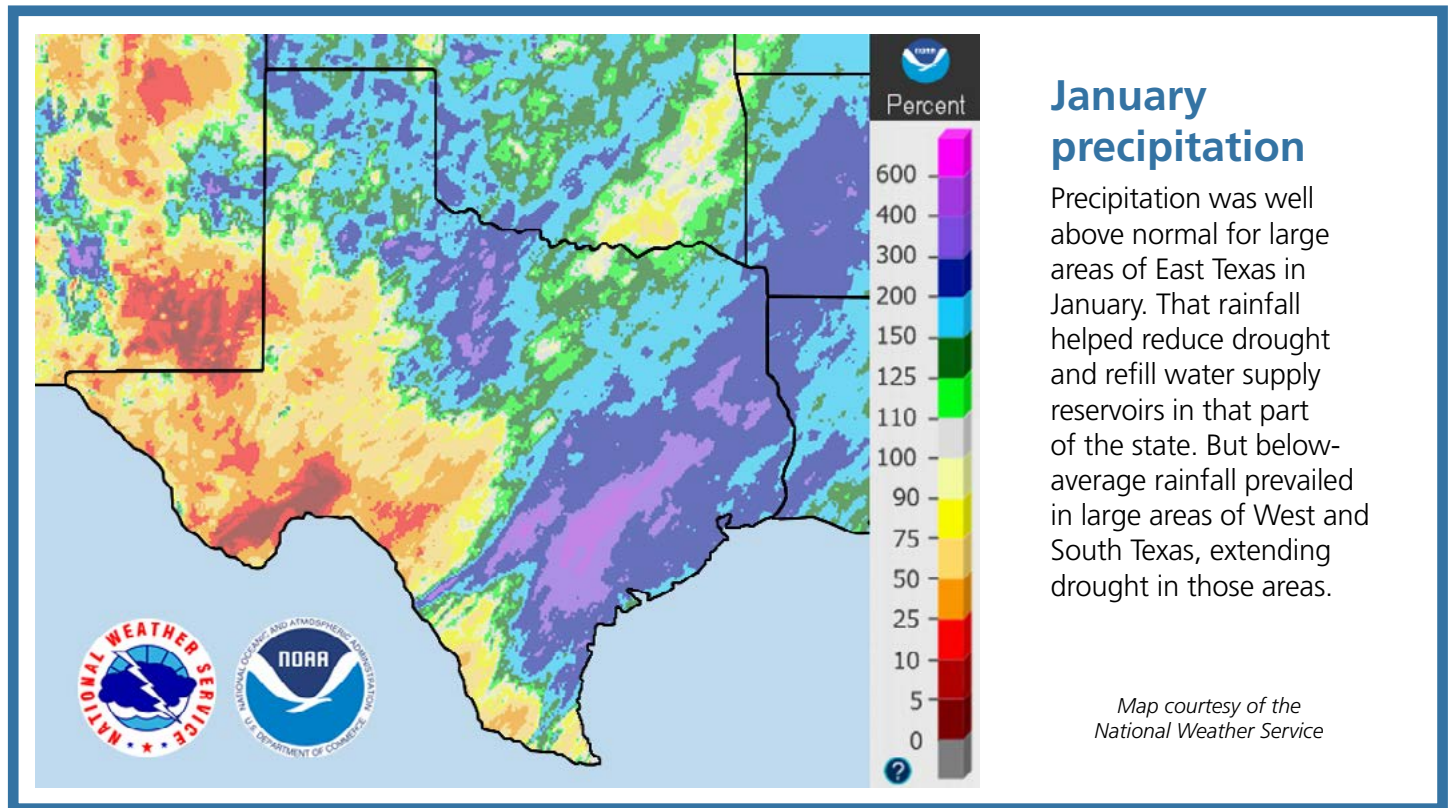 NOAA
Percent
600
400
300
200
150
125
110
100
90
75
50
25
10
5
0
?
NATIONAL WEATHER SERVICE
NATIONAL OCEANIC AND ATMOSPHERIC ADMINISTRATION
NOAA
U.S. DEPARTMENT OF COMMERCE
January
precipitation
Precipitation was well
above normal for large
areas of East Texas in
January. That rainfall
helped reduce drought
and refill water supply
reservoirs in that part
of the state. But below-
average rainfall prevailed
in large areas of West and
South Texas, extending
drought in those areas.
Map courtesy of the
National Weather Service